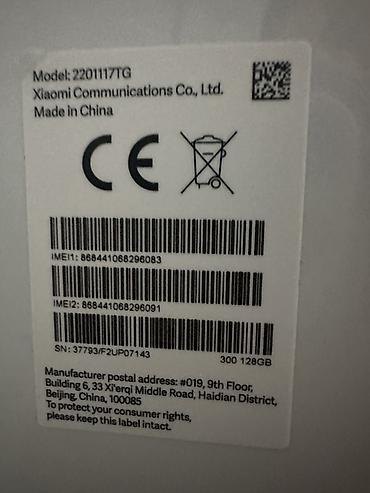 Model: 2201117TG
Xiaomi Communications Co., Ltd.
Made in China
CE
IMEI1: 868441068296083
IMEI2: 868441068296091
SN: 37793/F2UP07143 300 128GB
Manufacturer postal address: #019, 9th Floor,
Building 6, 33 Xi'erqi Middle Road, Haidian District,
Beijing, China, 100085
To protect your consumer rights,
please keep this label intact.